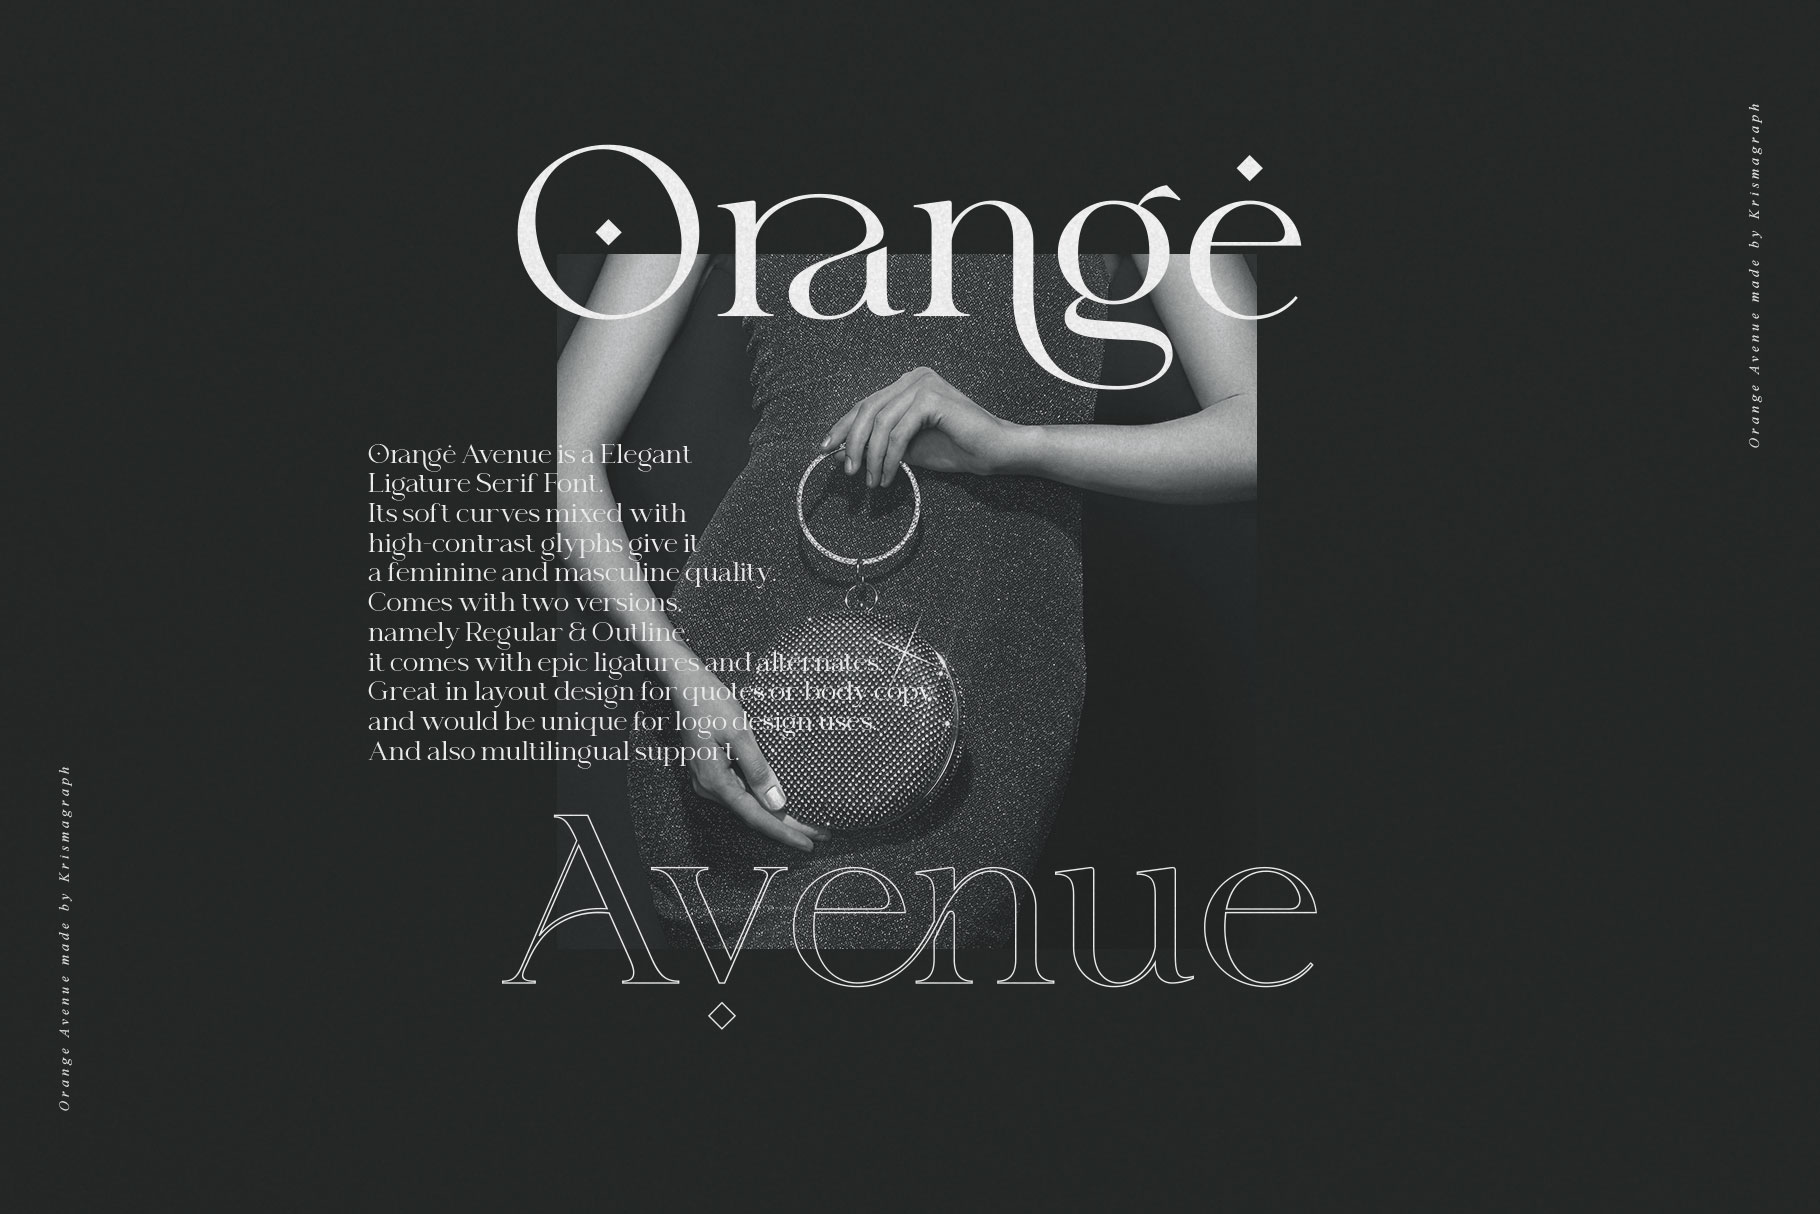 Orangė
Orange Avenue made by Krismagraph
Orangė Avenue is a Elegant
Ligature Serif Font.
Its soft curves mixed with
high-contrast glyphs give it
a feminine and masculine quality.
Comes with two versions,
namely Regular & Outline.
it comes with epic ligatures and alternates.
Great in layout design for quotes or body copy,
and would be unique for logo design uses.
And also multilingual support.
Orange Avenue made by Krismagraph
Aṿenue